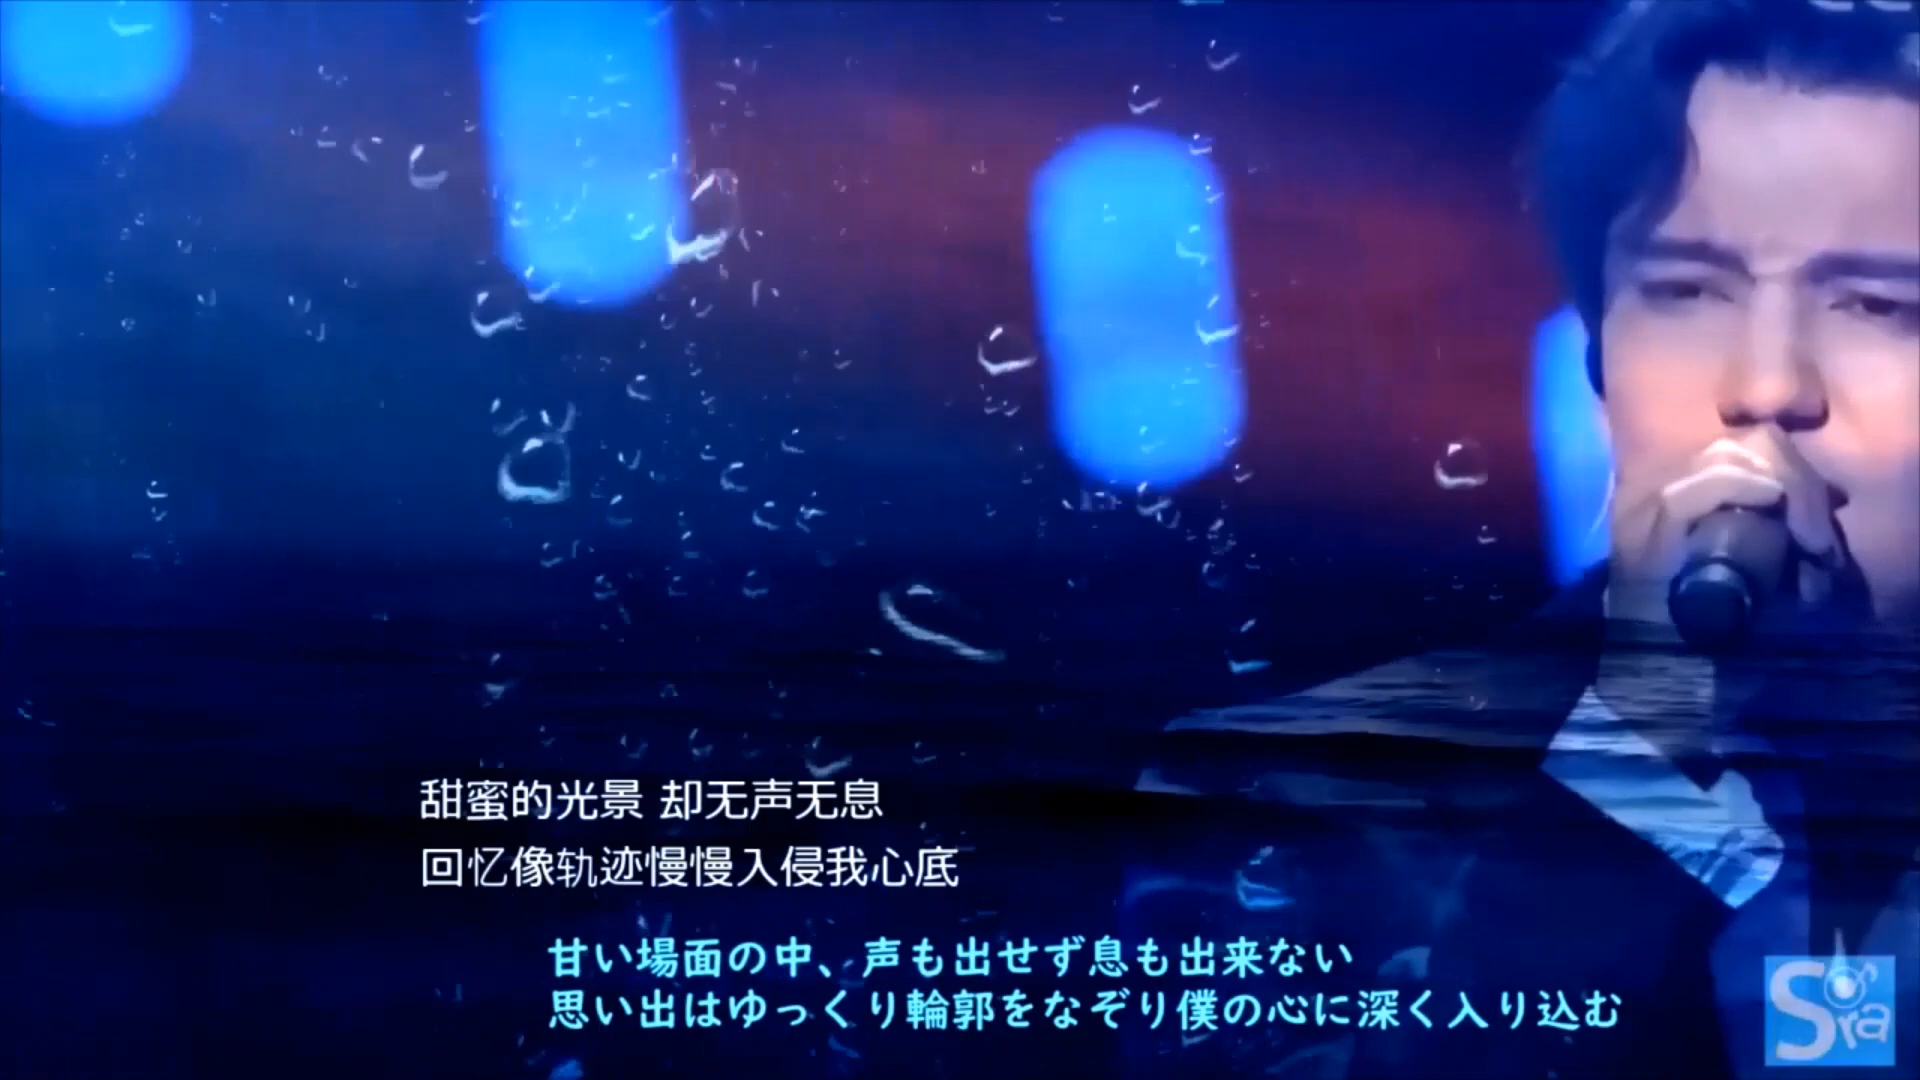 甜蜜的光景 却无声无息
回忆像轨迹慢慢入侵我心底
甘い場面の中、声も出せず息も出来ない
思い出はゆっくり輪郭をなぞり僕の心に深く入り込む
Sora